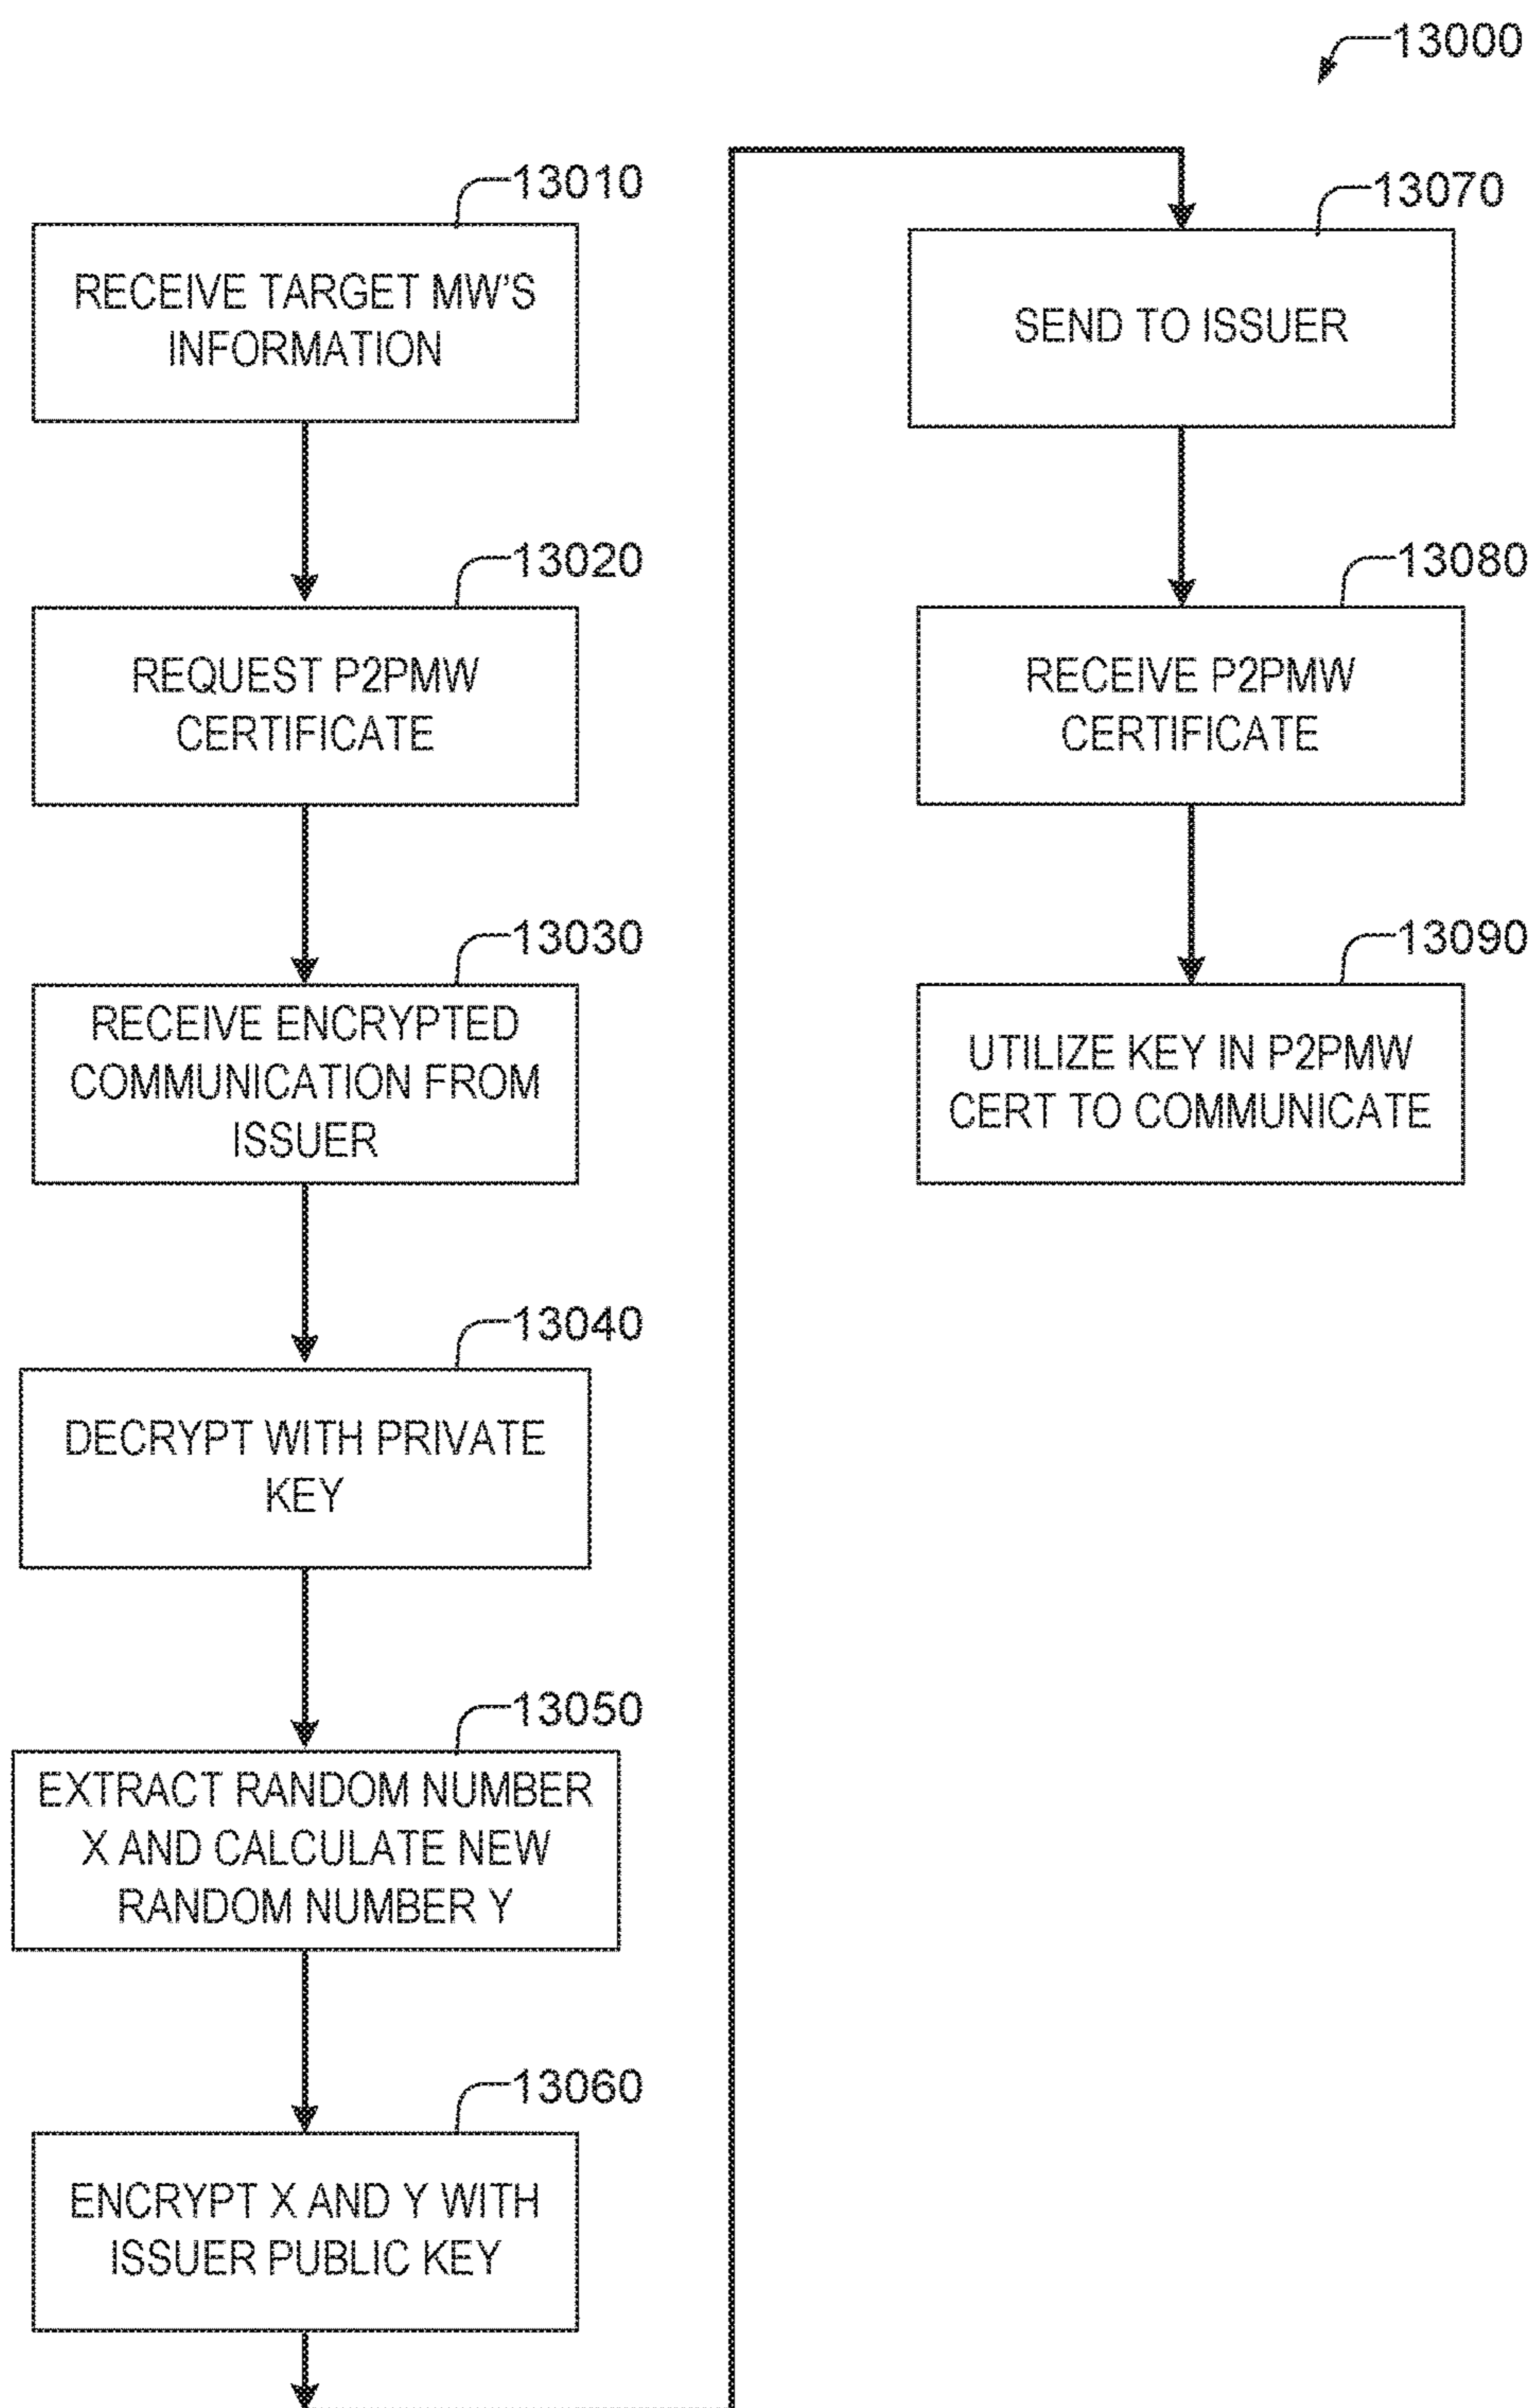 13000
13010
RECEIVE TARGET MW'S
INFORMATION
13020
REQUEST P2PMW
CERTIFICATE
13030
RECEIVE ENCRYPTED
COMMUNICATION FROM
ISSUER
13040
DECRYPT WITH PRIVATE
KEY
13050
EXTRACT RANDOM NUMBER
X AND CALCULATE NEW
RANDOM NUMBER Y
13060
ENCRYPT X AND Y WITH
ISSUER PUBLIC KEY
13070
SEND TO ISSUER
13080
RECEIVE P2PMW
CERTIFICATE
13090
UTILIZE KEY IN P2PMW
CERT TO COMMUNICATE